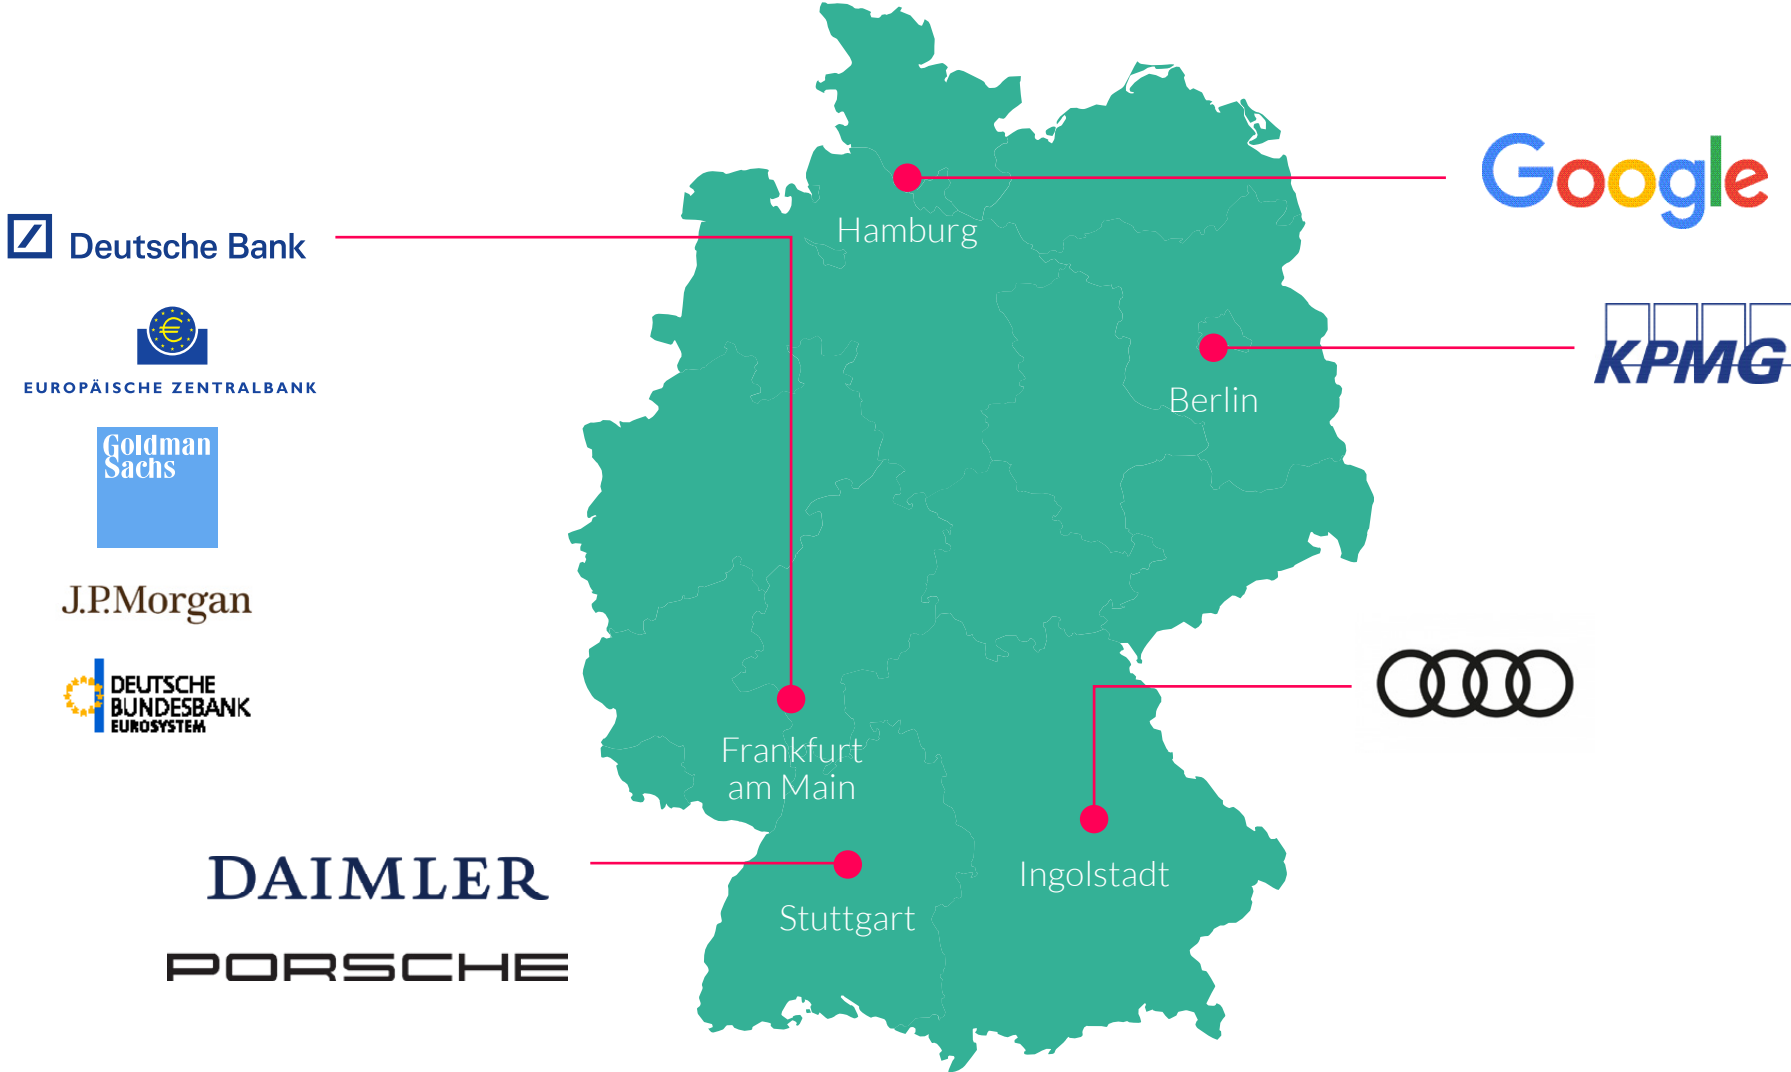 Google
Hamburg
Deutsche Bank
EUROPÄISCHE ZENTRALBANK
KPMG
Berlin
Goldman
Sachs
J.P.Morgan
DEUTSCHE
BUNDESBANK
EUROSYSTEM
Frankfurt
am Main
Ingolstadt
DAIMLER
Stuttgart
PORSCHE